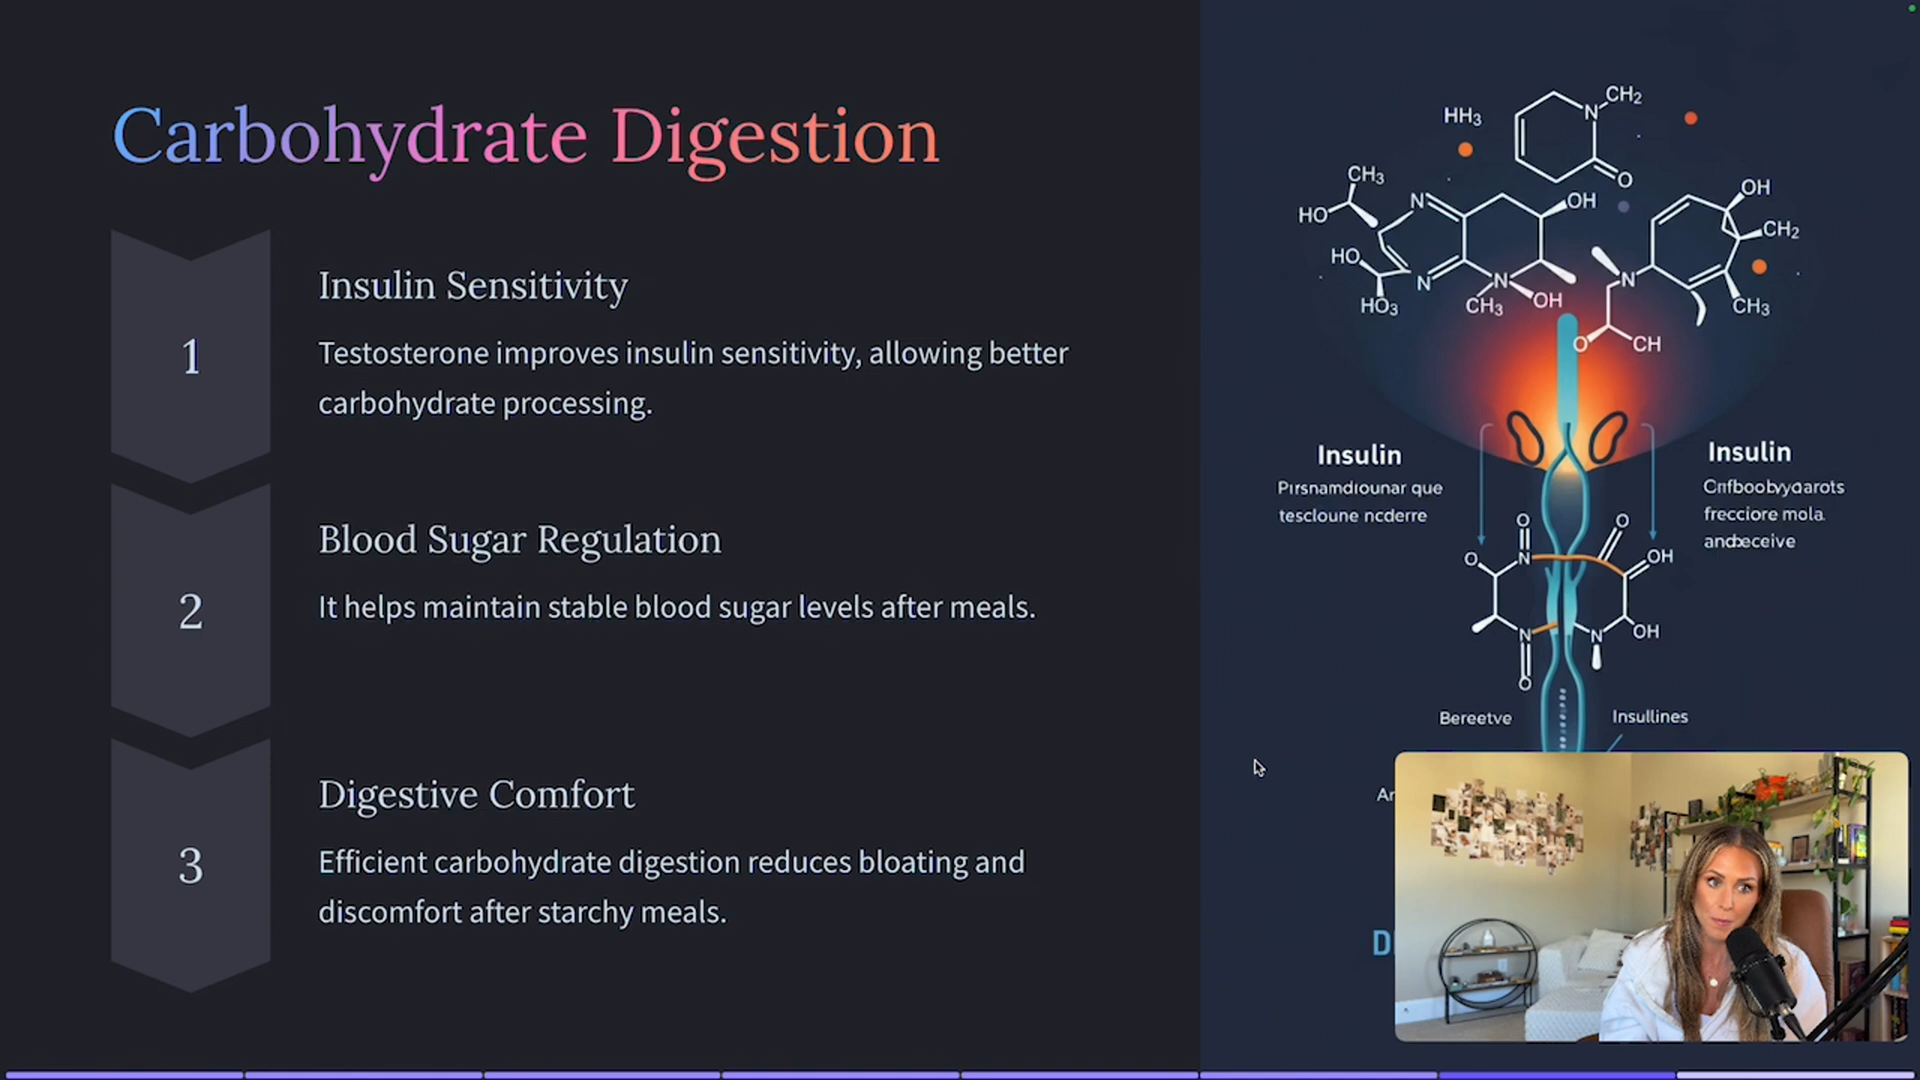 Carbohydrate Digestion
1
Insulin Sensitivity
Testosterone improves insulin sensitivity, allowing better
carbohydrate processing.
2
Blood Sugar Regulation
It helps maintain stable blood sugar levels after meals.
3
Digestive Comfort
Efficient carbohydrate digestion reduces bloating and
discomfort after starchy meals.
HH3
N
CH2
O
CH3
HO
N
OH
HO
N
N
HO3
CH3
OH
OH
CH2
N
CH3
O
CH
Insulin
Pırsnamdıounar que
tescloune ncderre
Insulin
frecciore mola
O
O
O
N
OH
N
N
OH
O
Bereetve
Insullines